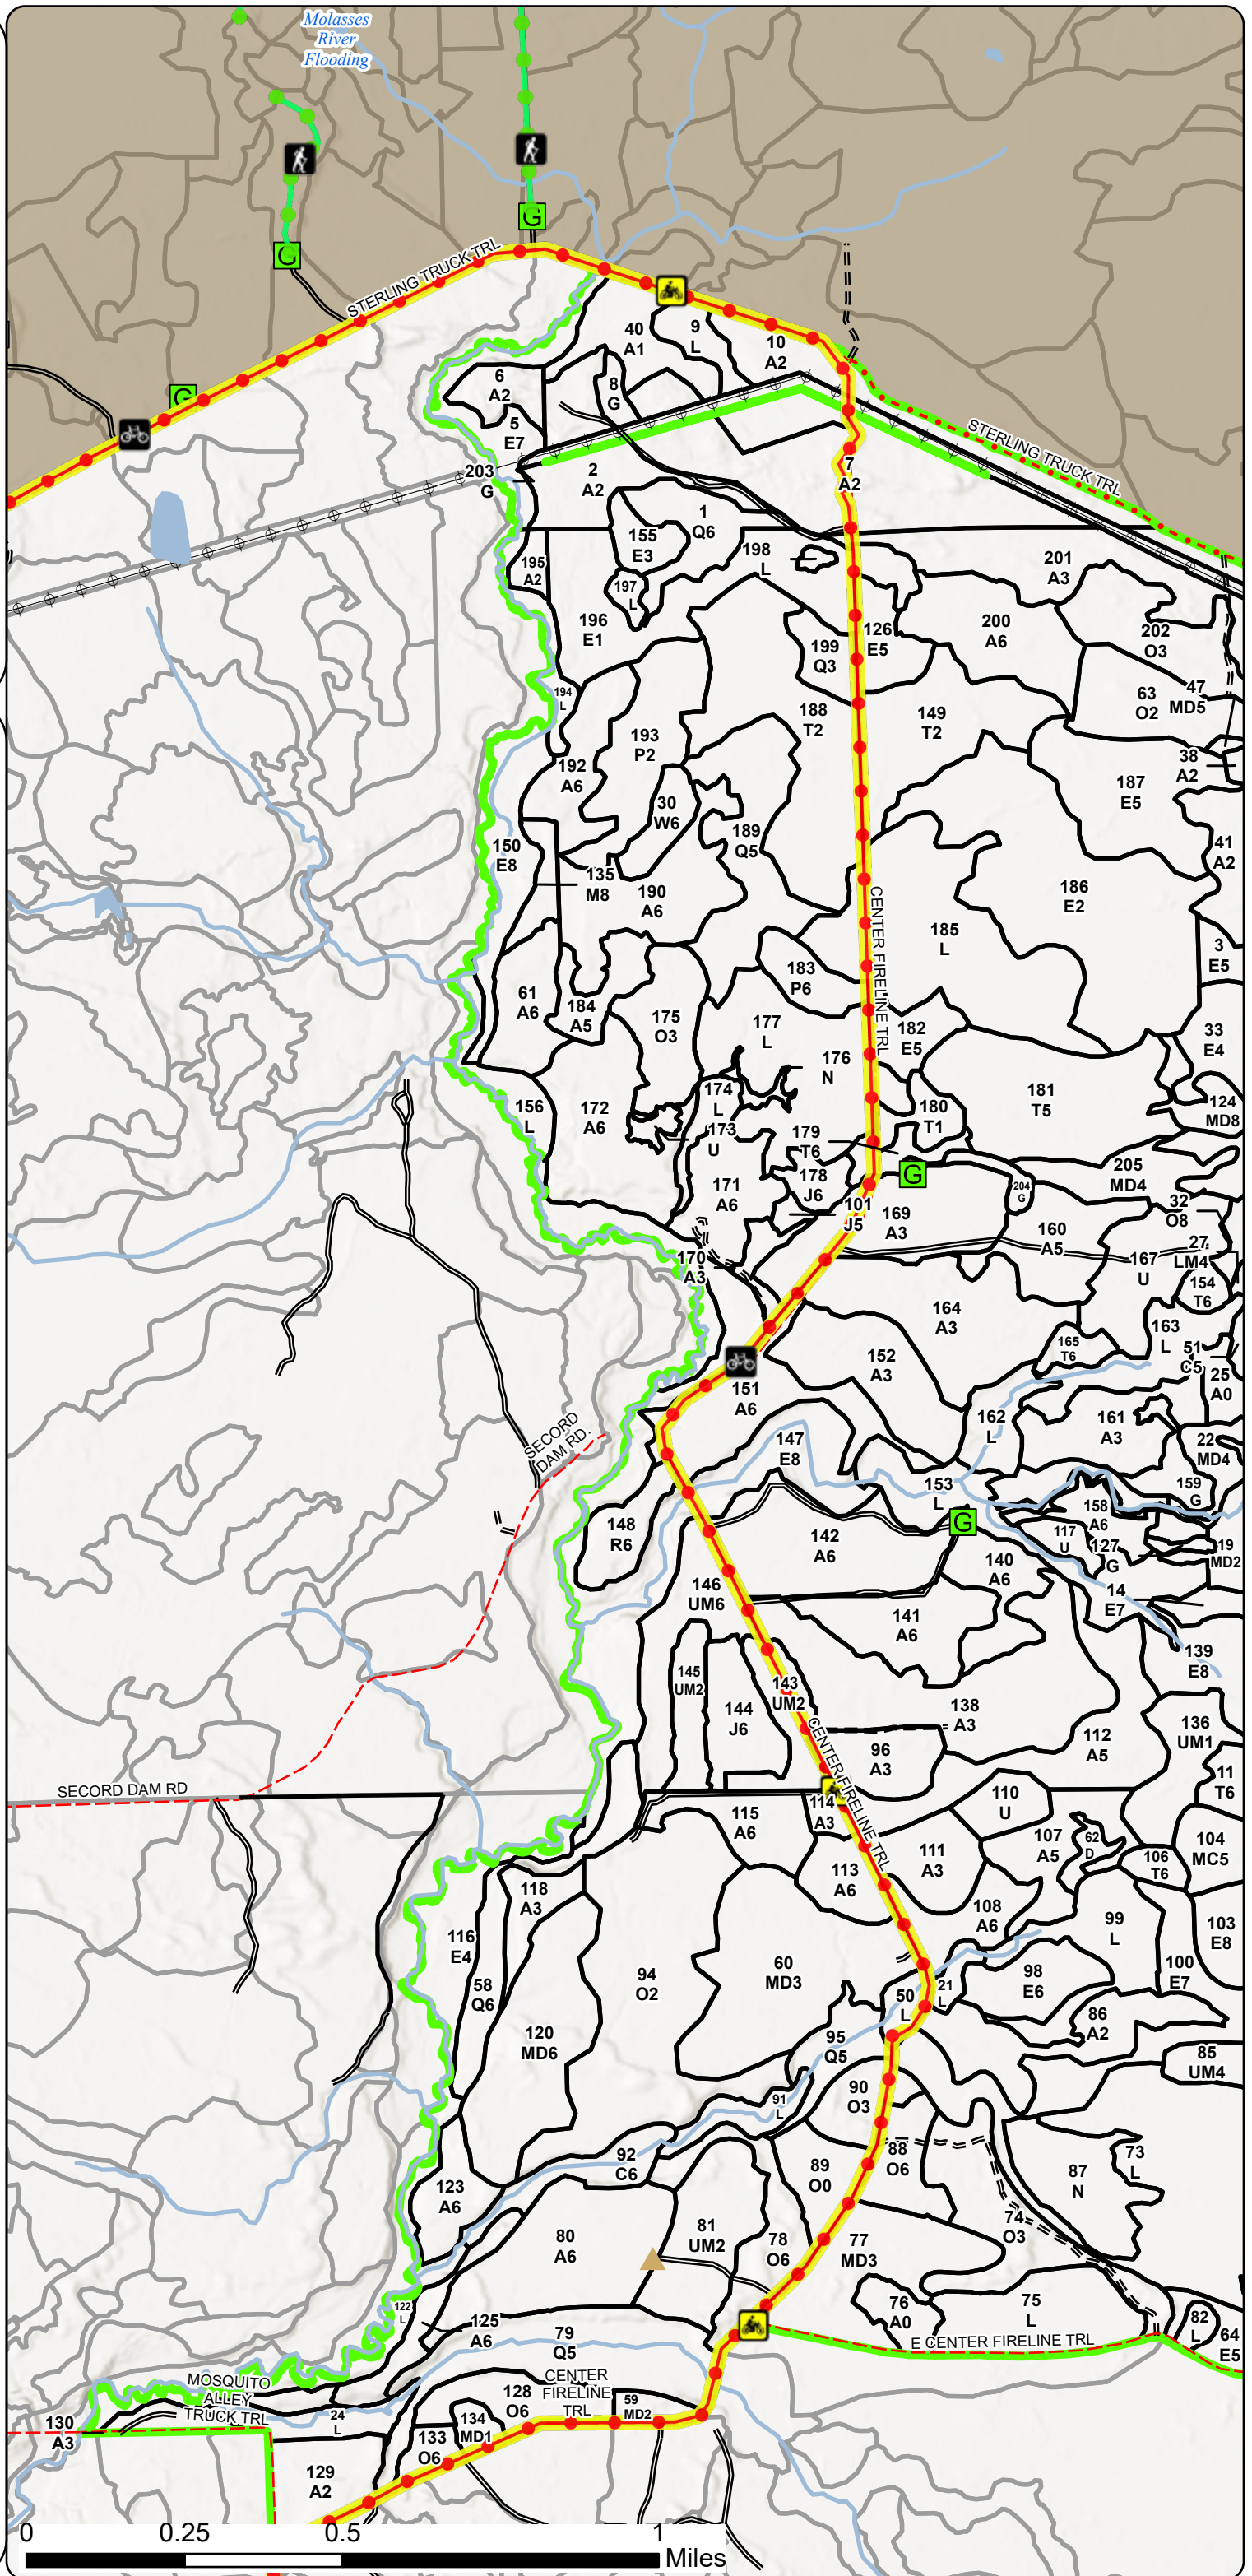 Molasses
River
Flooding
G
G
STERLING TRUCK TRL
40
A1
9
L
10
A2
6
A2
8
G
G
5
E7
STERLING TRUCK TRL
203
G
2
A2
7
A2
1
Q6
155
E3
198
L
201
A3
195
A2
197
L
196
E1
126
E5
200
A6
202
O3
199
Q3
194
L
63
O2
47
MD5
188
T2
149
T2
193
P2
38
A2
192
A6
187
E5
30
W6
189
Q5
150
E8
41
A2
135
M8
190
A6
186
E2
CENTER FIRELINE TRL
185
L
3
E5
183
P6
61
A6
184
A5
175
O3
177
L
182
E5
33
E4
176
N
181
T5
174
L
180
T1
124
MD8
156
L
172
A6
173
U
179
T6
G
205
MD4
178
J6
171
A6
204
G
101
J5
169
A3
32
O8
160
A5
27
LM4
170
A3
167
U
154
T6
164
A3
163
L
165
T6
51
C5
152
A3
25
A0
151
A6
162
L
161
A3
SECORD
DAM RD.
147
E8
22
MD4
153
L
159
G
158
A6
G
148
R6
142
A6
117
U
127
G
19
MD2
140
A6
146
UM6
14
E7
141
A6
139
E8
145
UM2
143
UM2
144
J6
138
A3
136
UM1
112
A5
96
A3
CENTER FIRELINE TRL
11
T6
SECORD DAM RD
110
U
114
A3
115
A6
107
A5
62
D
104
MC5
111
A3
106
T6
113
A6
118
A3
108
A6
99
L
103
E8
116
E4
60
MD3
98
E6
100
E7
94
O2
58
Q6
50
L
21
L
86
A2
120
MD6
95
Q5
85
UM4
90
O3
91
L
88
O6
92
C6
89
O0
87
N
73
L
123
A6
81
UM2
74
O3
80
A6
78
O6
77
MD3
76
A0
75
L
122
L
125
A6
82
L
64
E5
79
Q5
E CENTER FIRELINE TRL
MOSQUITO
ALLEY
TRUCK TRL
CENTER
FIRELINE
TRL
128
O6
59
MD2
24
L
134
MD1
130
A3
133
O6
129
A2
0 0.25 0.5 1
Miles